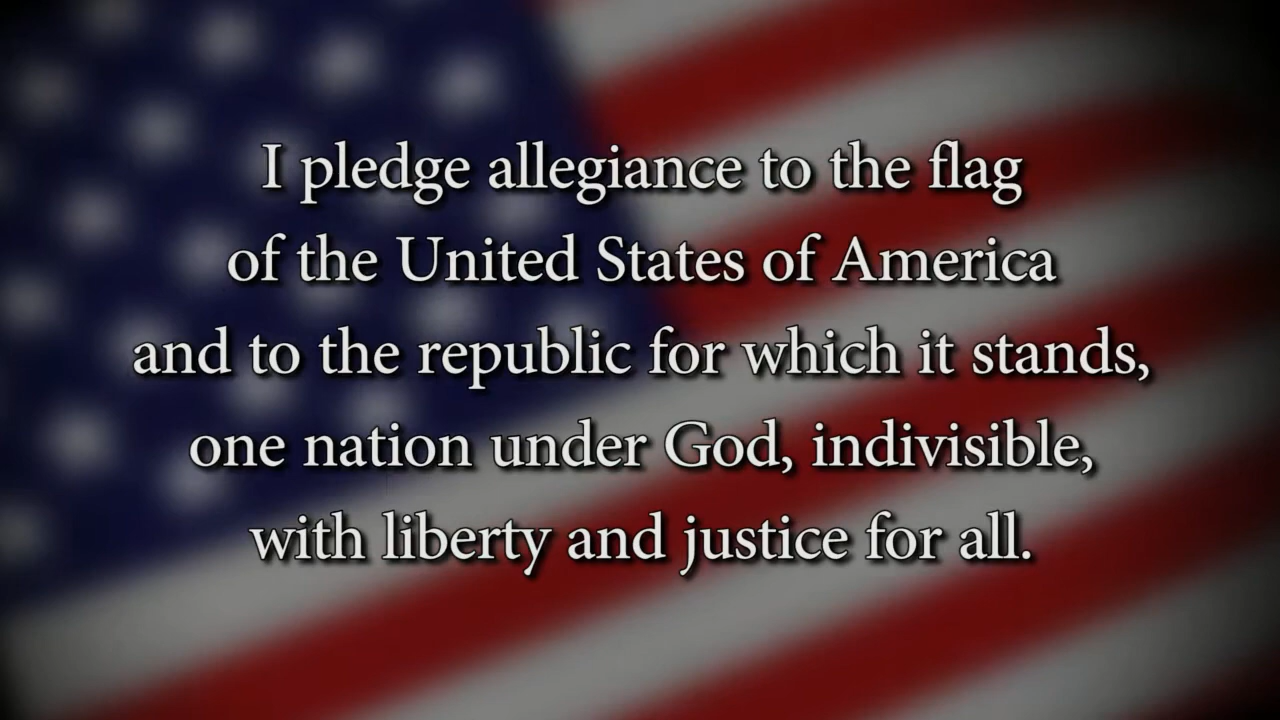 I pledge allegiance to the flag
of the United States of America
and to the republic for which it stands,
one nation under God, indivisible,
with liberty and justice for all.